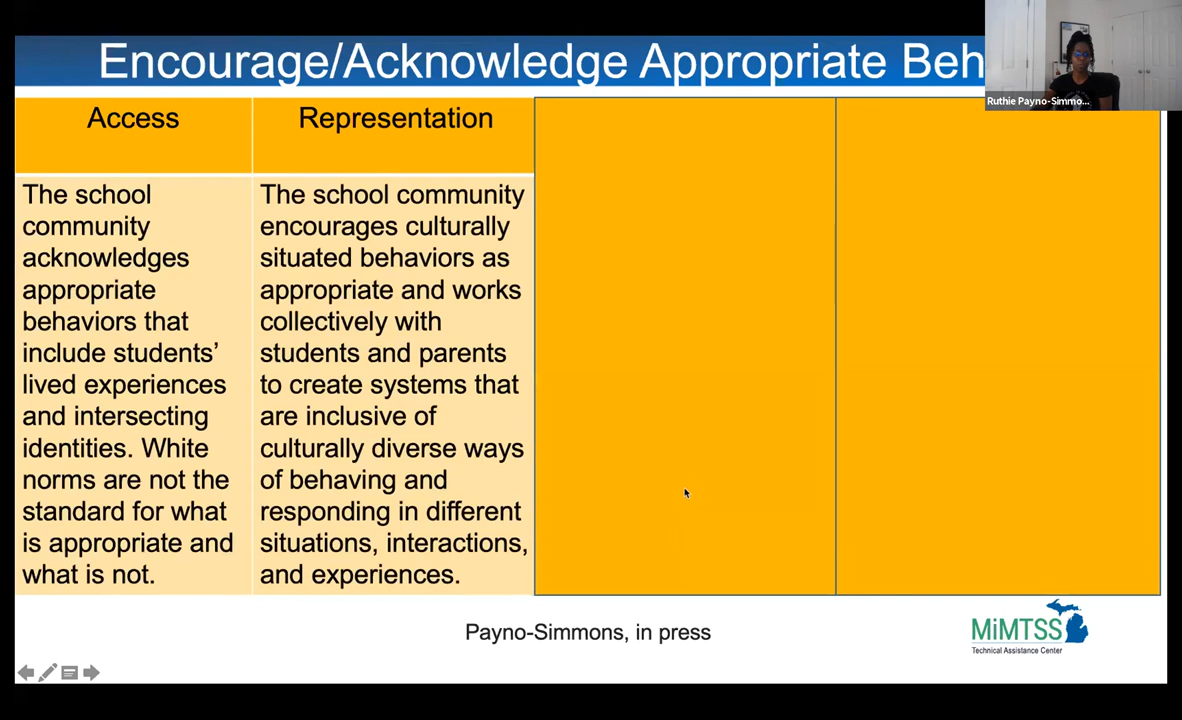 Encourage/Acknowledge Appropriate Beh
Ruthie Payno-Simmo...
Access
Representation
The school
community
acknowledges
appropriate
behaviors that
include students’
lived experiences
and intersecting
identities. White
norms are not the
standard for what
is appropriate and
what is not.
The school community
encourages culturally
situated behaviors as
appropriate and works
collectively with
students and parents
to create systems that
are inclusive of
culturally diverse ways
of behaving and
responding in different
situations, interactions,
and experiences.
Payno-Simmons, in press
MiMTSS
Technical Assistance Center